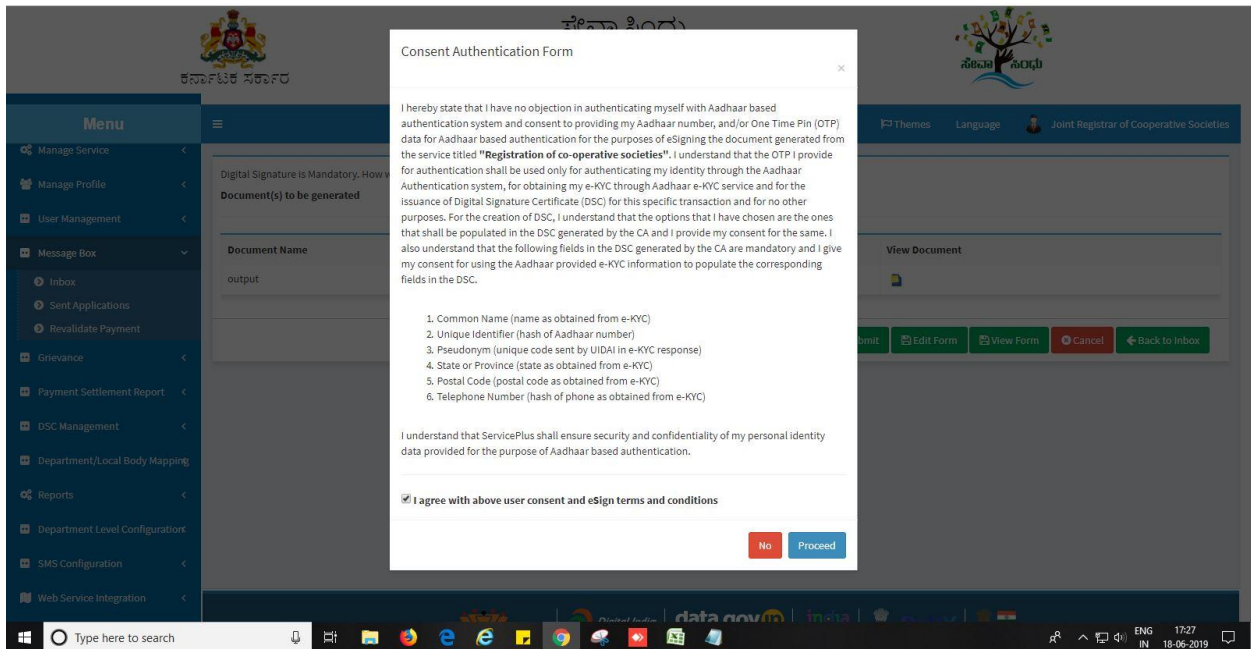 ಕರ್ನಾಟಕ ಸರ್ಕಾರ
ಸೇವಾ ಸಿಂಧು
ಸೇವಾ ಸಿಂಧು
Menu
Themes Language Joint Registrar of Cooperative Societies
Manage Service
Manage Profile
User Management
Message Box
Inbox
Sent Applications
Revalidate Payment
Grievance
Payment Settlement Report
DSC Management
Department/Local Body Mapping
Reports
Department Level Configuration
SMS Configuration
Web Service Integration
Digital Signature is Mandatory. How
Document(s) to be generated
Document Name View Document
output
Edit Form View Form Cancel Back to Inbox
Consent Authentication Form
×
I hereby state that I have no objection in authenticating myself with Aadhaar based
authentication system and consent to providing my Aadhaar number, and/or One Time Pin (OTP)
data for Aadhaar based authentication for the purposes of eSigning the document generated from
the service titled "Registration of co-operative societies". I understand that the OTP I provide
for authentication shall be used only for authenticating my identity through the Aadhaar
Authentication system, for obtaining my e-KYC through Aadhaar e-KYC service and for the
issuance of Digital Signature Certificate (DSC) for this specific transaction and for no other
purposes. For the creation of DSC, I understand that the options that I have chosen are the ones
that shall be populated in the DSC generated by the CA and I provide my consent for the same. I
also understand that the following fields in the DSC generated by the CA are mandatory and I give
my consent for using the Aadhaar provided e-KYC information to populate the corresponding
fields in the DSC.
1. Common Name (name as obtained from e-KYC)
2. Unique Identifier (hash of Aadhaar number)
3. Pseudonym (unique code sent by UIDAI in e-KYC response)
4. State or Province (state as obtained from e-KYC)
5. Postal Code (postal code as obtained from e-KYC)
6. Telephone Number (hash of phone as obtained from e-KYC)
I understand that ServicePlus shall ensure security and confidentiality of my personal identity
data provided for the purpose of Aadhaar based authentication.
I agree with above user consent and eSign terms and conditions
No Proceed
Digital India data.gov.in india
Type here to search
ENG 17:27
IN 18-06-2019